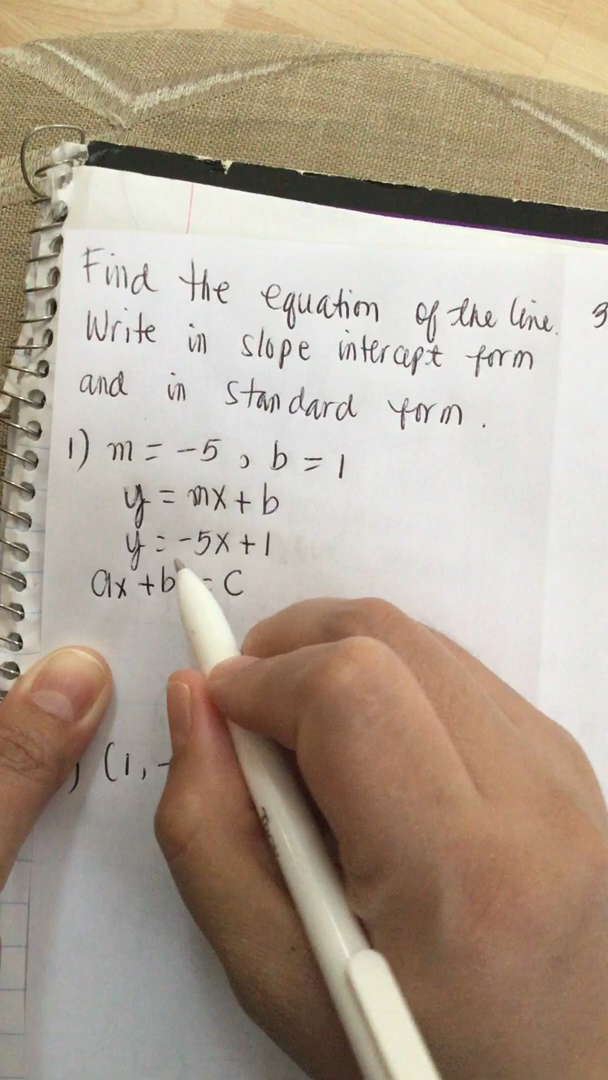 Find the equation of the line. 3
Write in slope intercept form
and in standard form.
1) m = -5, b = 1
y = mx + b
y = -5x + 1
ax + b = C
(1, -